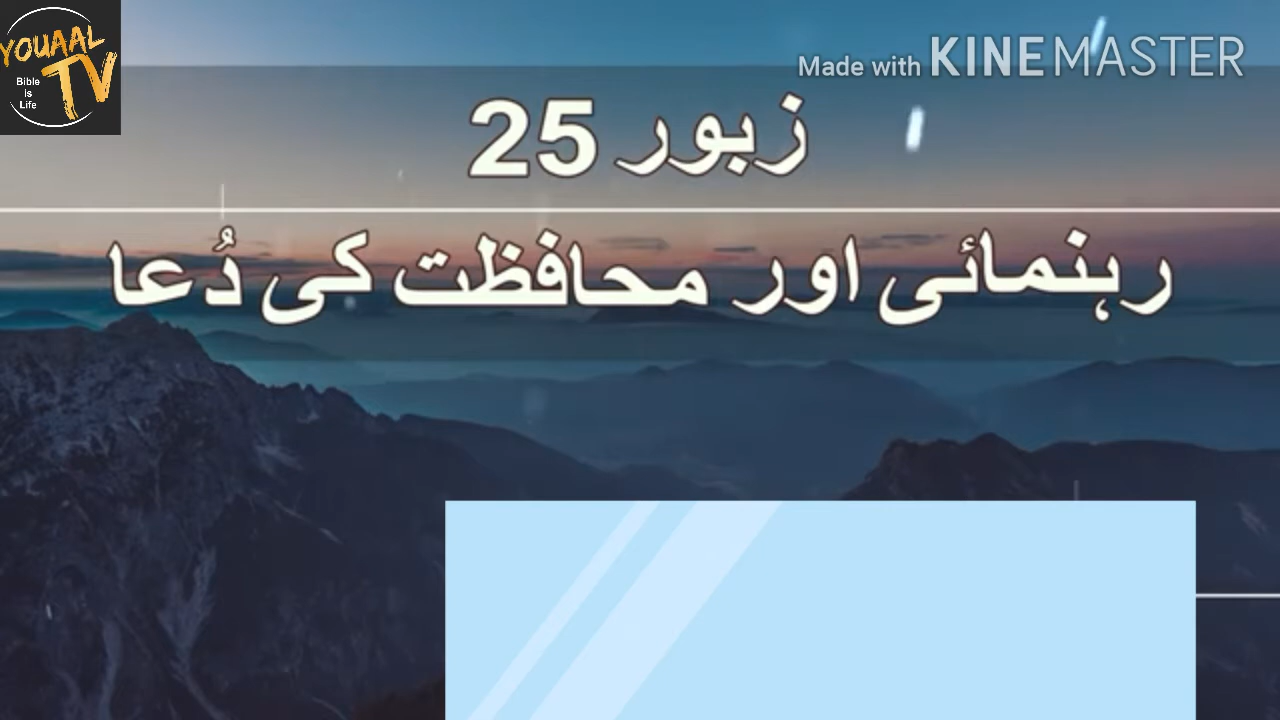 YOUAAL
TV
Bible
is
Life
Made with KINEMASTER
زبور 25
رہنمائی اور محافظت کی دُعا